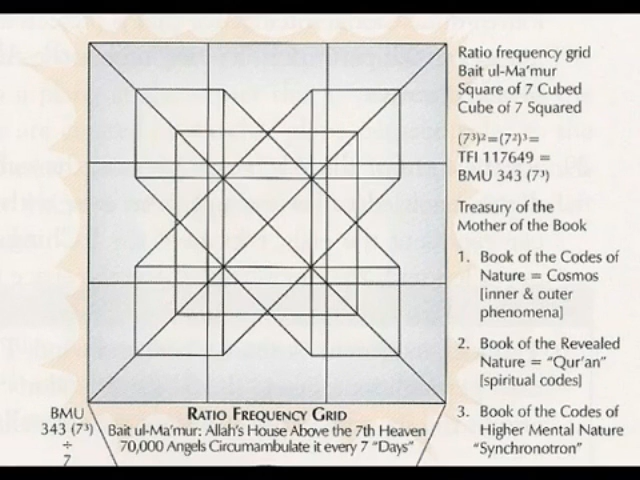 Ratio frequency grid
Bait ul-Ma'mur
Square of 7 Cubed
Cube of 7 Squared
(7³)²=(7²)³=
TFI 117649 =
BMU 343 (7³)
Treasury of the
Mother of the Book
1. Book of the Codes of
Nature = Cosmos
[inner & outer
phenomena]
2. Book of the Revealed
Nature = "Qur'an"
[spiritual codes]
3. Book of the Codes of
Higher Mental Nature
"Synchronotron"
BMU
343 (7³)
÷
7
RATIO FREQUENCY GRID
Bait ul-Ma'mur: Allah's House Above the 7th Heaven
70,000 Angels Circumambulate it every 7 "Days"